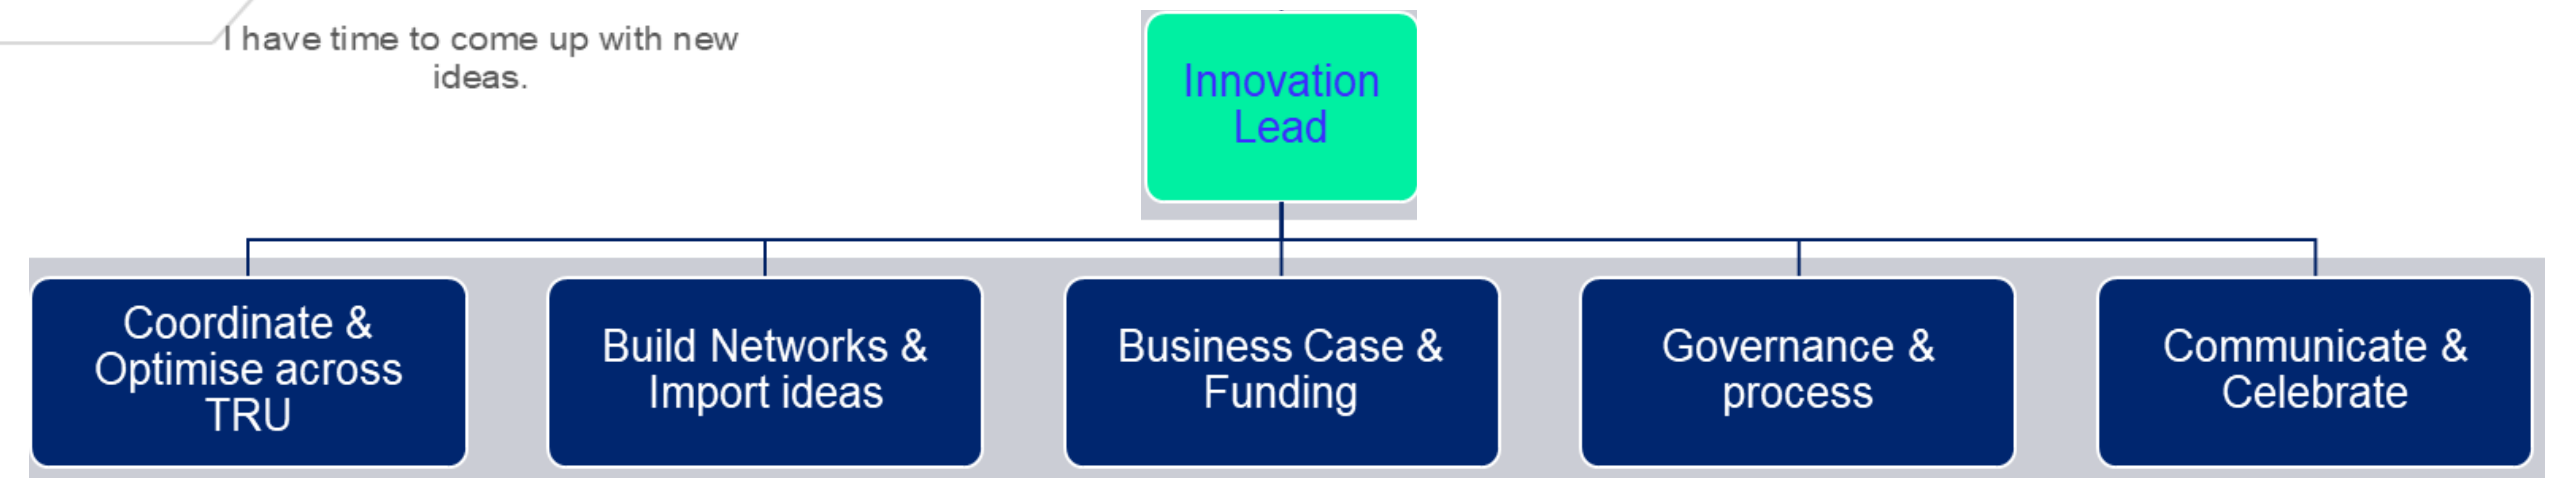 I have time to come up with new
ideas.
Innovation
Lead
Coordinate &
Optimise across
TRU
Build Networks &
Import ideas
Business Case &
Funding
Governance &
process
Communicate &
Celebrate